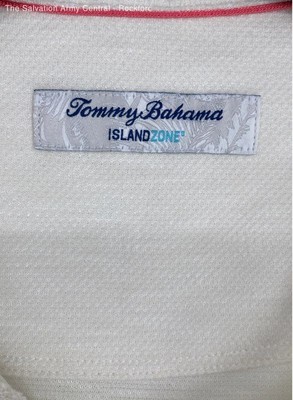 The Salvation Army Central - Rockford
Tommy Bahama
ISLANDZONE®